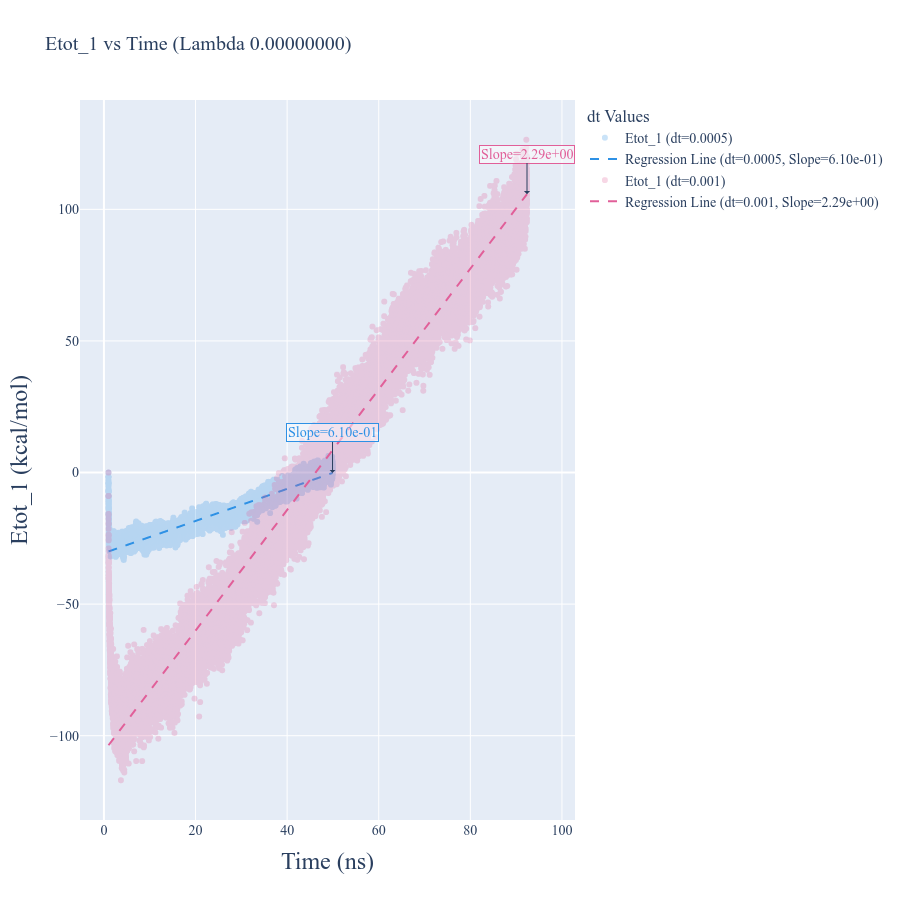 Etot_1 vs Time (Lambda 0.00000000)
dt Values
Etot_1 (dt=0.0005)
Regression Line (dt=0.0005, Slope=6.10e-01)
Etot_1 (dt=0.001)
Regression Line (dt=0.001, Slope=2.29e+00)
Slope=2.29e+00
Slope=6.10e-01
100
50
0
−50
−100
Etot_1 (kcal/mol)
0 20 40 60 80 100
Time (ns)